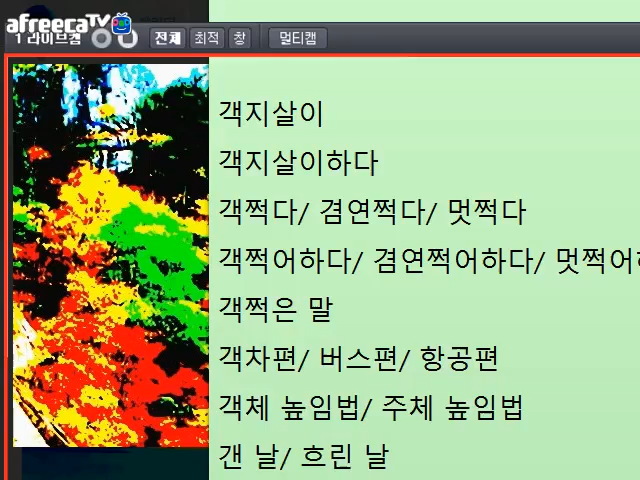 afreecaTV
1 라이브캠 전체 최적 창 멀티캠
객지살이
객지살이하다
객쩍다/ 겸연쩍다/ 멋쩍다
객쩍어하다/ 겸연쩍어하다/ 멋쩍어하
객쩍은 말
객차편/ 버스편/ 항공편
객체 높임법/ 주체 높임법
갠 날/ 흐린 날